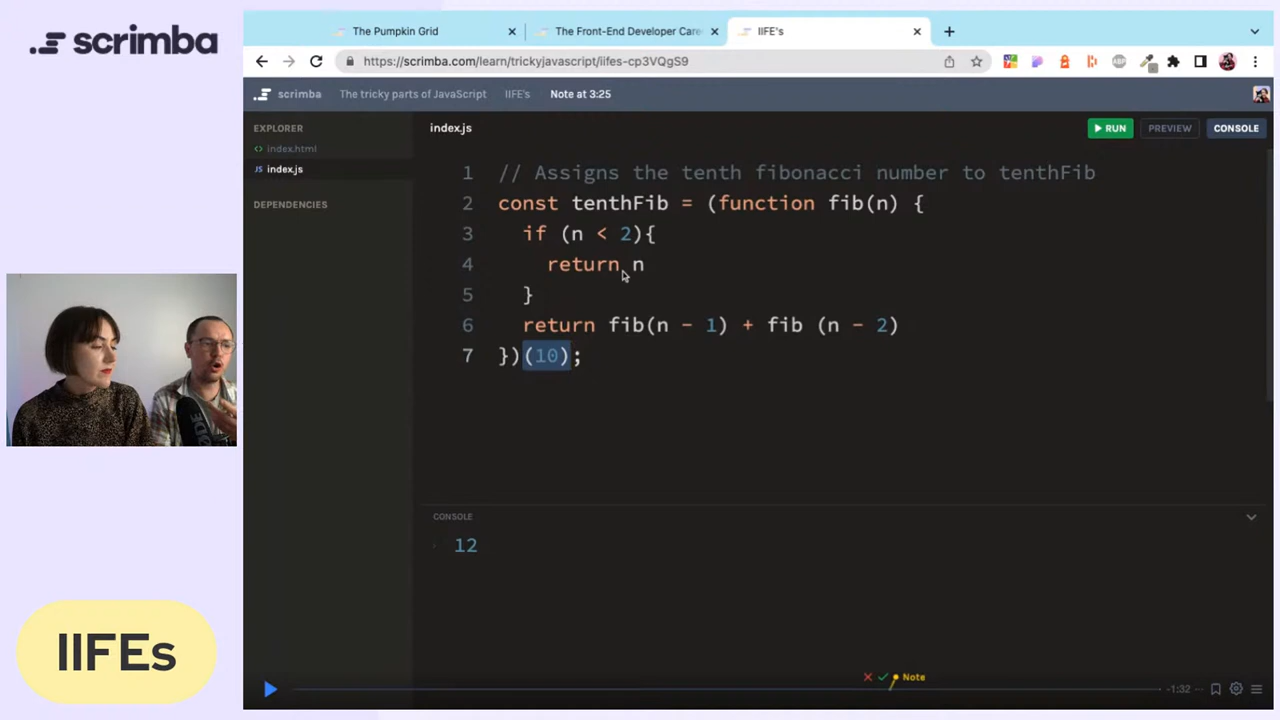 scrimba
The Pumpkin Grid
The Front-End Developer Care
IIFE's
https://scrimba.com/learn/trickyjavascript/iifes-cp3VQgS9
scrimba
The tricky parts of JavaScript
IIFE's
Note at 3:25
EXPLORER
index.html
JS index.js
DEPENDENCIES
index.js
RUN
PREVIEW
CONSOLE
1 // Assigns the tenth fibonacci number to tenthFib
2 const tenthFib = (function fib(n) {
3 if (n < 2){
4 return n
5 }
6 return fib(n - 1) + fib (n - 2)
7 })(10);
CONSOLE
12
Note
-1:32
IIFEs